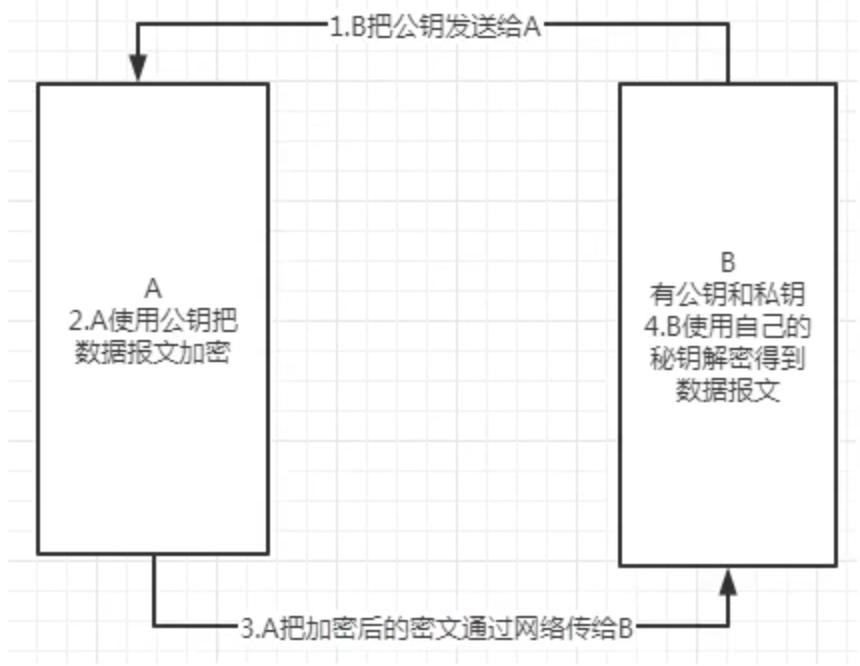 1.B把公钥发送给A
A
2.A使用公钥把
数据报文加密
B
有公钥和私钥
4.B使用自己的
秘钥解密得到
数据报文
3.A把加密后的密文通过网络传给B